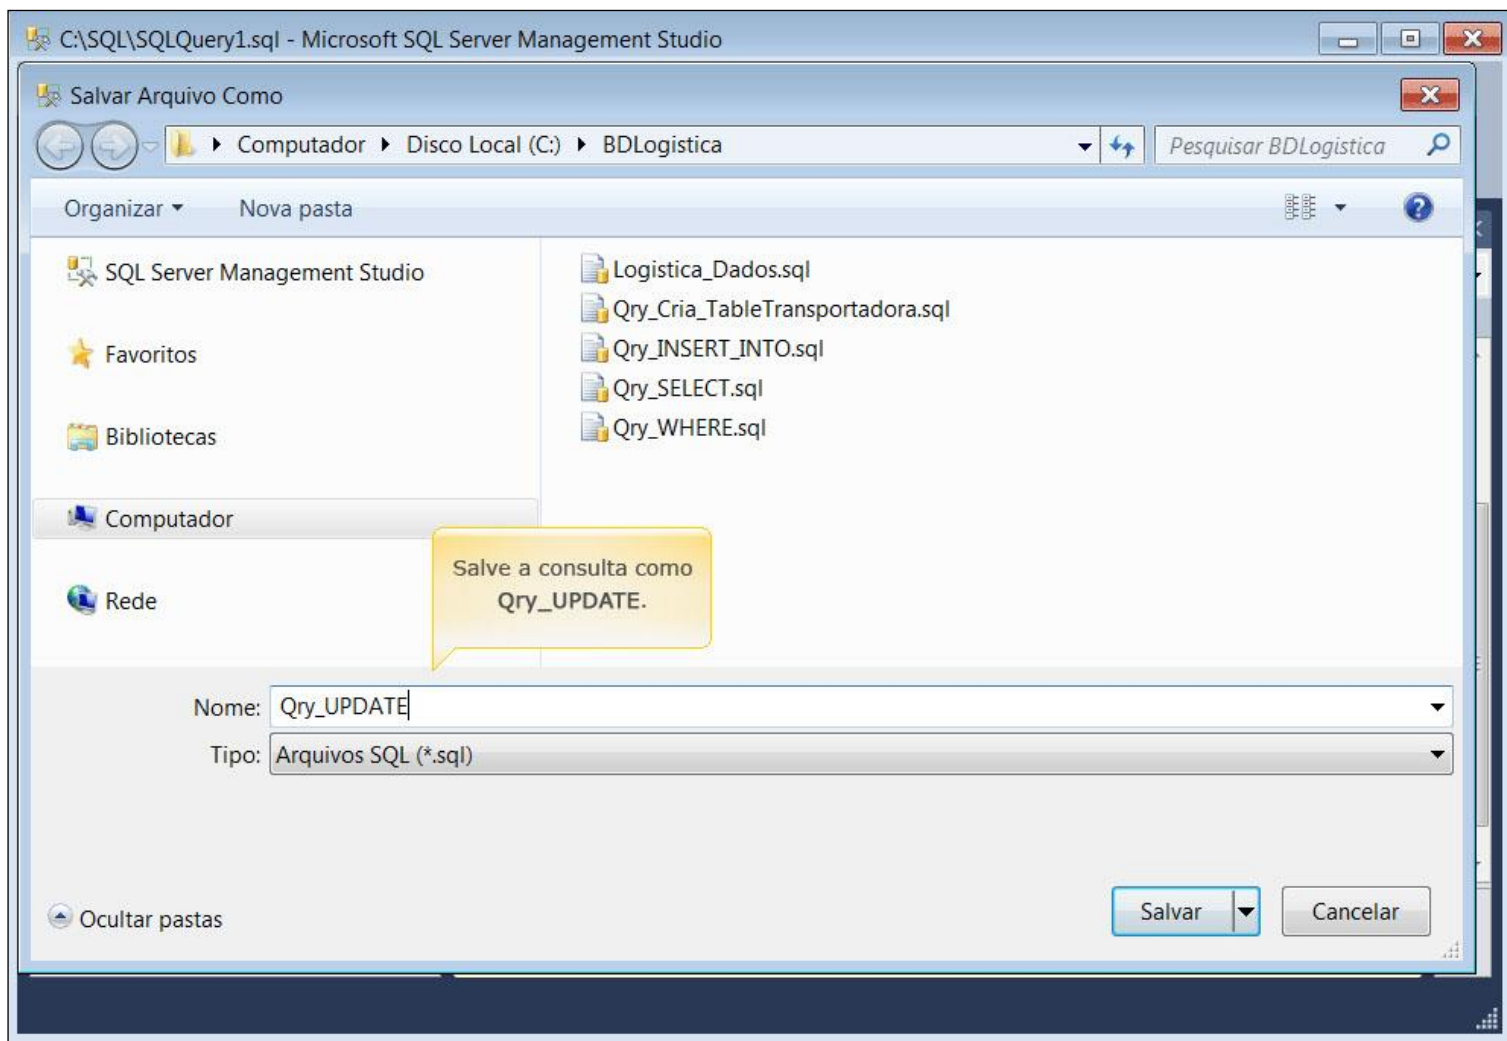 C:\SQL\SQLQuery1.sql - Microsoft SQL Server Management Studio
Salvar Arquivo Como
Computador Disco Local (C:) BDLogistica
Pesquisar BDLogistica
Organizar
Nova pasta
SQL Server Management Studio
Favoritos
Bibliotecas
Computador
Rede
Logistica_Dados.sql
Qry_Cria_TableTransportadora.sql
Qry_INSERT_INTO.sql
Qry_SELECT.sql
Qry_WHERE.sql
Salve a consulta como
Qry_UPDATE.
Nome: Qry_UPDATE
Tipo: Arquivos SQL (*.sql)
Ocultar pastas
Salvar
Cancelar